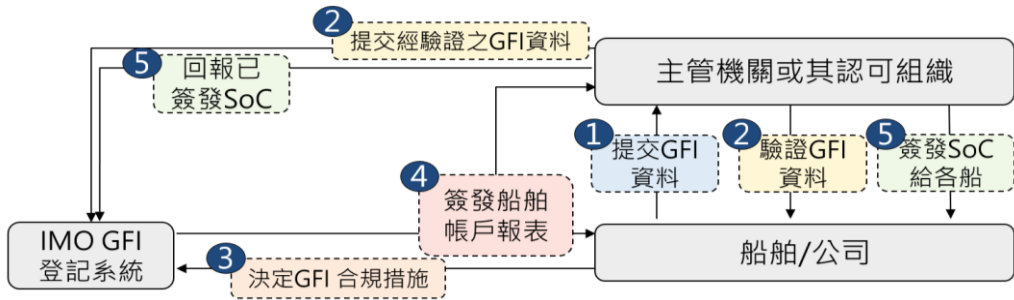 2
提交經驗證之GFI資料
5
回報已
簽發SoC
主管機關或其認可組織
1
提交GFI
資料
2
驗證GFI
資料
5
簽發SoC
給各船
4
簽發船舶
帳戶報表
IMO GFI
登記系統
3
決定GFI 合規措施
船舶/公司